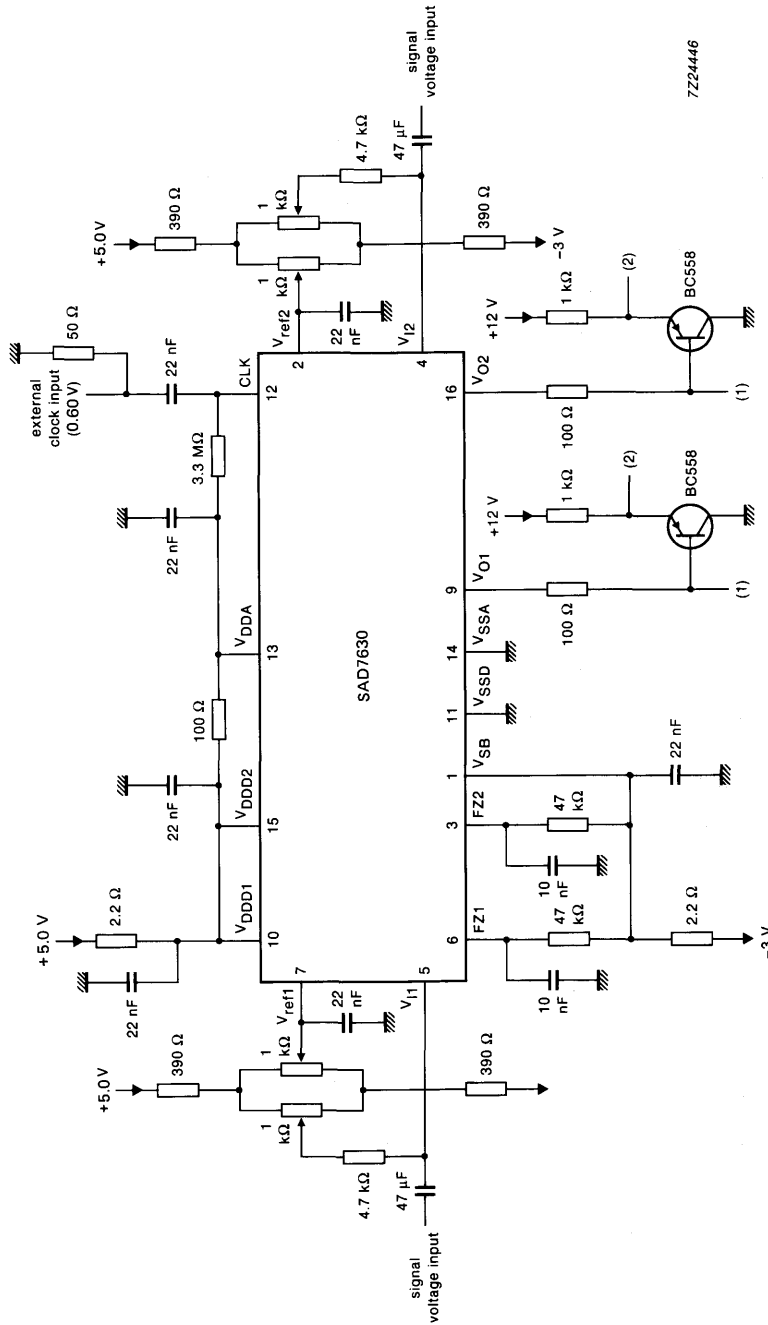 signal
voltage input
47 μF
4.7 kΩ
+5.0 V
390 Ω
1
kΩ
1
kΩ
390 Ω
Vref1
22
nF
7
VI1
5
+5.0 V
22 nF
2.2 Ω
VDDD1
10
22 nF
VDDD2
15
100 Ω
VDDA
13
22 nF
3.3 MΩ
22 nF
CLK
12
external
clock input
(0.60 V)
50 Ω
SAD7630
6
FZ1
10
nF
47
kΩ
2.2 Ω
−3 V
3
FZ2
10
nF
47
kΩ
1
VSB
22 nF
11
VSSD
14
VSSA
9
VO1
100 Ω
(1)
+12 V
1 kΩ
(2)
BC558
16
VO2
100 Ω
(1)
+12 V
1 kΩ
(2)
BC558
2
Vref2
22
nF
4
VI2
+5.0 V
390 Ω
1
kΩ
1
kΩ
390 Ω
−3 V
4.7 kΩ
47 μF
signal
voltage input
7Z24446